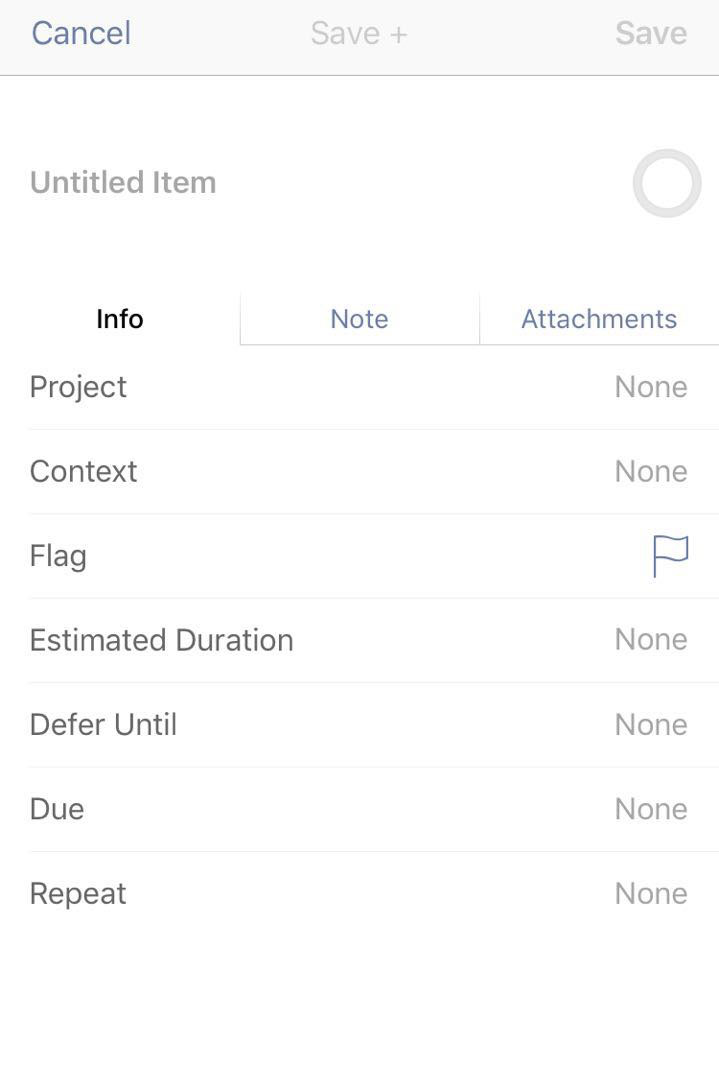 Cancel Save + Save
Untitled Item
Info Note Attachments
Project None
Context None
Flag
Estimated Duration None
Defer Until None
Due None
Repeat None